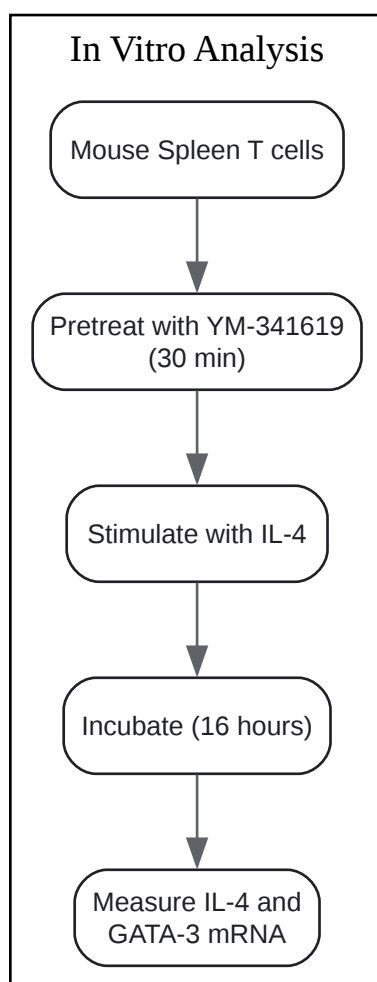 In Vitro Analysis
Mouse Spleen T cells
Pretreat with YM-341619
(30 min)
Stimulate with IL-4
Incubate (16 hours)
Measure IL-4 and
GATA-3 mRNA